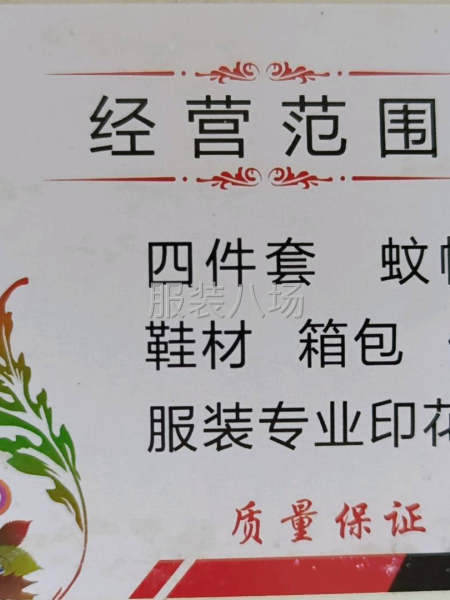 经营范围
四件套 蚊
服装八场
鞋材 箱包
服装专业印花
质量保证